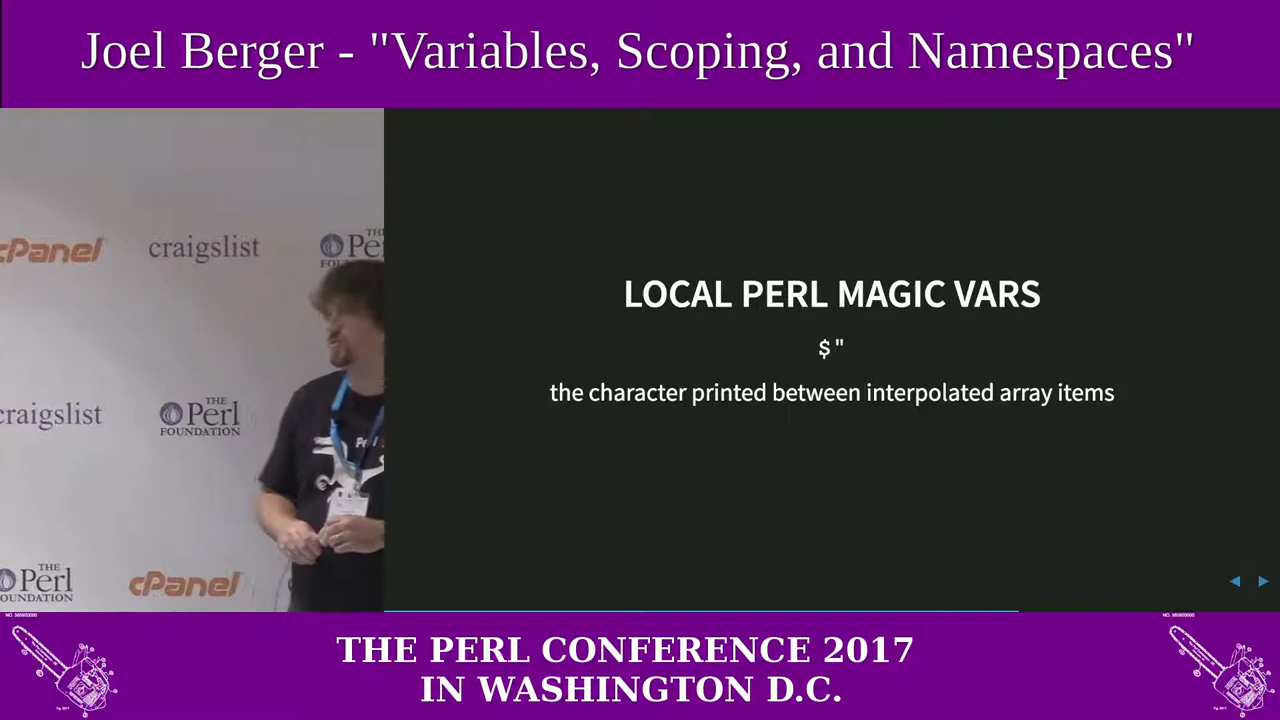 Joel Berger - "Variables, Scoping, and Namespaces"
cPanel
craigslist
THE
Pe
LOCAL PERL MAGIC VARS
$"
the character printed between interpolated array items
craigslist
THE
Perl
FOUNDATION
Perl
THE
Perl
FOUNDATION
cPanel
THE PERL CONFERENCE 2017
IN WASHINGTON D.C.